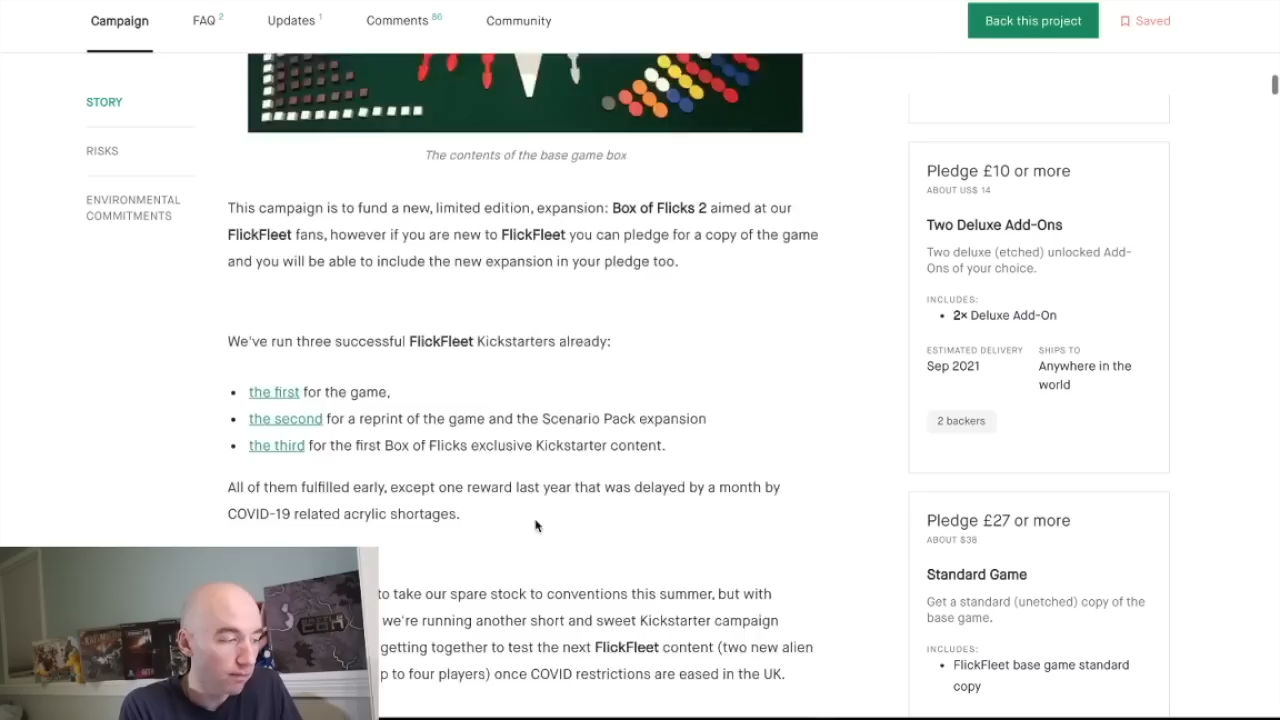 Campaign FAQ 2 Updates 1 Comments 86 Community Back this project Saved
STORY
RISKS
ENVIRONMENTAL
COMMITMENTS
The contents of the base game box
This campaign is to fund a new, limited edition, expansion: Box of Flicks 2 aimed at our
FlickFleet fans, however if you are new to FlickFleet you can pledge for a copy of the game
and you will be able to include the new expansion in your pledge too.
We've run three successful FlickFleet Kickstarters already:
• the first for the game,
• the second for a reprint of the game and the Scenario Pack expansion
• the third for the first Box of Flicks exclusive Kickstarter content.
All of them fulfilled early, except one reward last year that was delayed by a month by
COVID-19 related acrylic shortages.
to take our spare stock to conventions this summer, but with
we're running another short and sweet Kickstarter campaign
getting together to test the next FlickFleet content (two new alien
p to four players) once COVID restrictions are eased in the UK.
Pledge £10 or more
ABOUT US$ 14
Two Deluxe Add-Ons
Two deluxe (etched) unlocked Add-
Ons of your choice.
INCLUDES:
• 2× Deluxe Add-On
ESTIMATED DELIVERY SHIPS TO
Sep 2021 Anywhere in the
world
2 backers
Pledge £27 or more
ABOUT $38
Standard Game
Get a standard (unetched) copy of the
base game.
INCLUDES:
• FlickFleet base game standard
copy